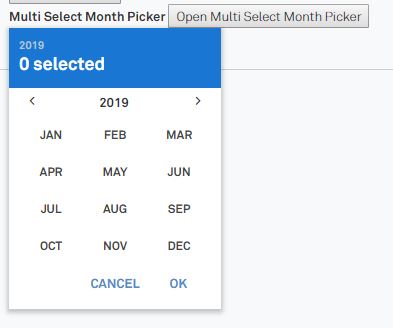 Multi Select Month Picker Open Multi Select Month Picker
2019
0 selected
2019
JAN FEB MAR
APR MAY JUN
JUL AUG SEP
OCT NOV DEC
CANCEL OK